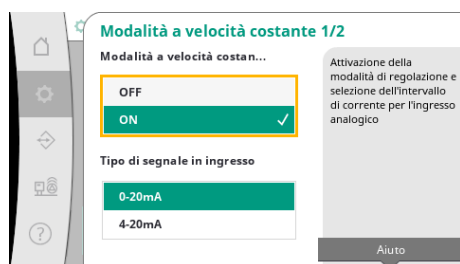 Modalità a velocità costante 1/2
Modalità a velocità costan...
OFF
ON
Tipo di segnale in ingresso
0-20mA
4-20mA
Attivazione della
modalità di regolazione e
selezione dell'intervallo
di corrente per l'ingresso
analogico
Aiuto